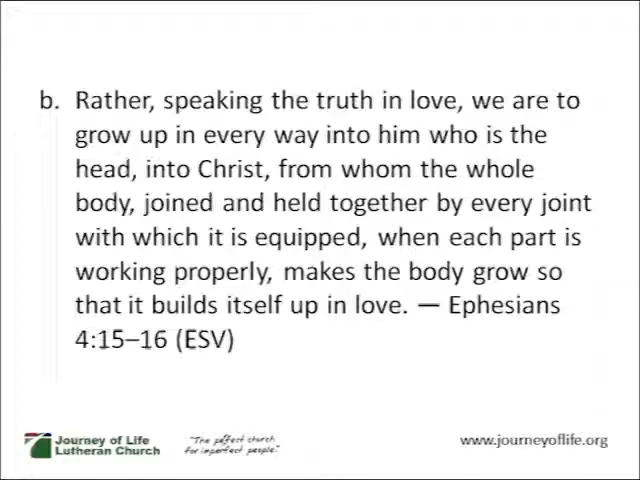 b. Rather, speaking the truth in love, we are to
grow up in every way into him who is the
head, into Christ, from whom the whole
body, joined and held together by every joint
with which it is equipped, when each part is
working properly, makes the body grow so
that it builds itself up in love. — Ephesians
4:15–16 (ESV)
Journey of Life
Lutheran Church
"The perfect church
for imperfect people."
www.journeyoflife.org